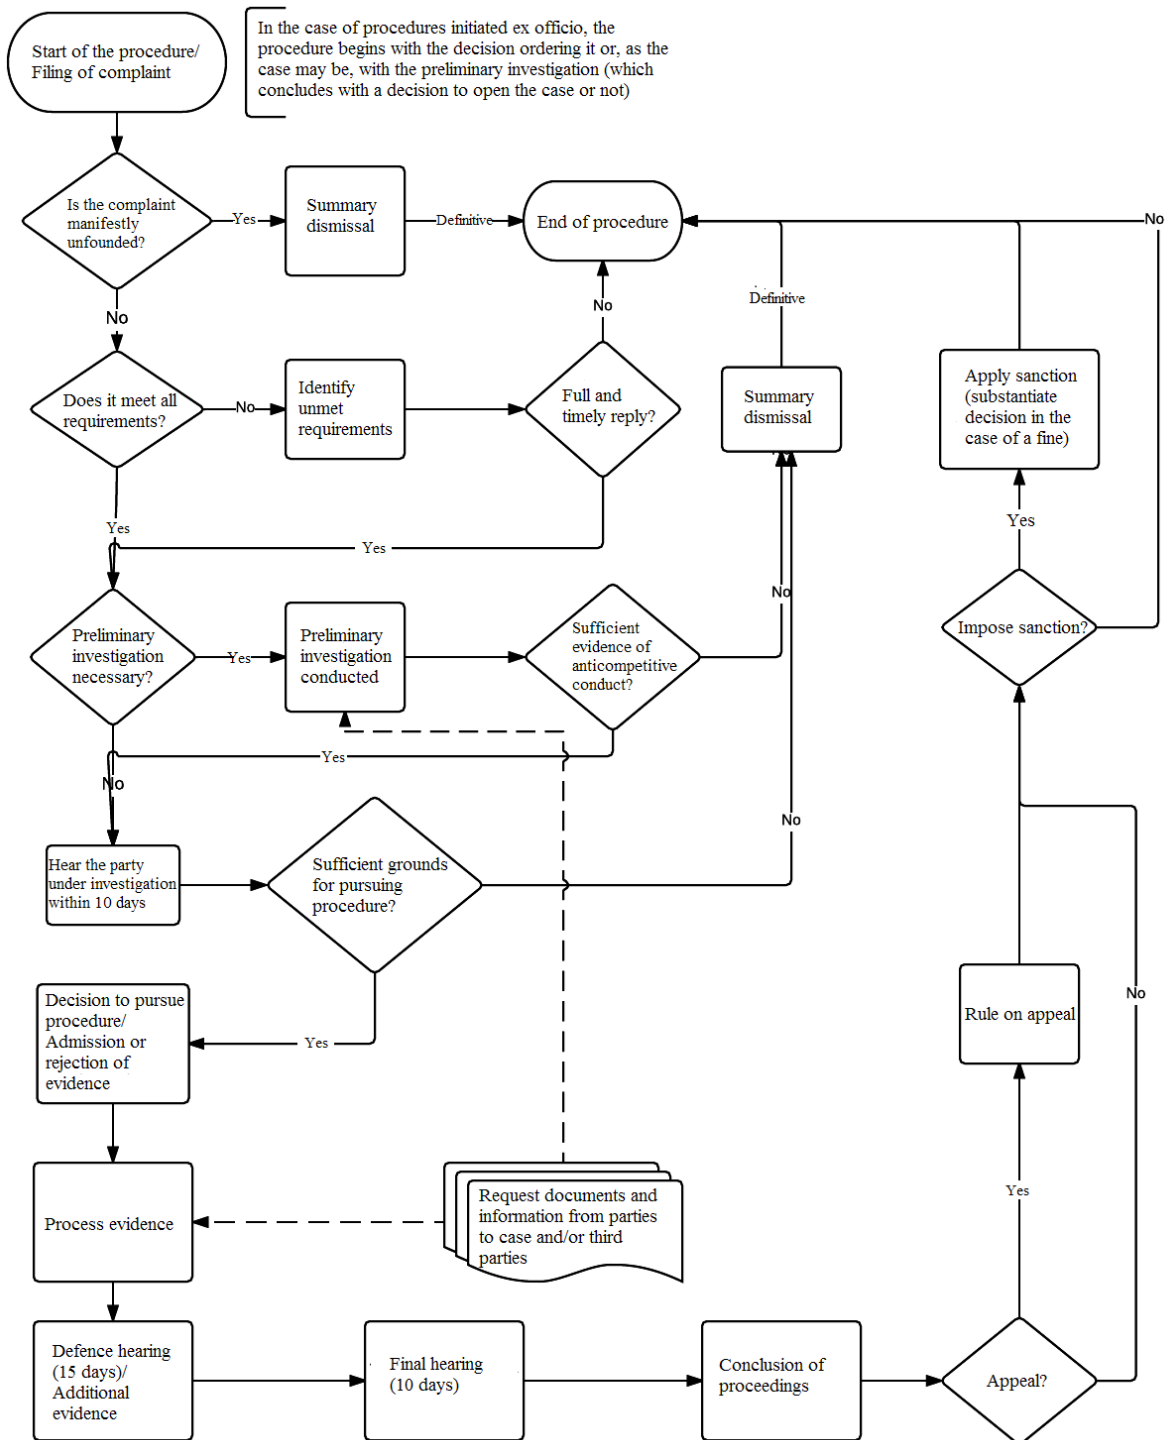 Start of the procedure/
Filing of complaint
In the case of procedures initiated ex officio, the
procedure begins with the decision ordering it or, as the
case may be, with the preliminary investigation (which
concludes with a decision to open the case or not)
Is the complaint
manifestly
unfounded?
Yes
Summary
dismissal
Definitive
End of procedure
No
No
No
Definitive
Does it meet all
requirements?
No
Identify
unmet
requirements
Full and
timely reply?
Summary
dismissal
Apply sanction
(substantiate
decision in the
case of a fine)
Yes
Yes
Yes
Preliminary
investigation
necessary?
Yes
Preliminary
investigation
conducted
Sufficient
evidence of
anticompetitive
conduct?
No
Impose sanction?
Yes
No
Hear the party
under investigation
within 10 days
Sufficient grounds
for pursuing
procedure?
No
Decision to pursue
procedure/
Admission or
rejection of
evidence
Yes
Rule on appeal
No
Process evidence
Request documents and
information from parties
to case and/or third
parties
Yes
Defence hearing
(15 days)/
Additional
evidence
Final hearing
(10 days)
Conclusion of
proceedings
Appeal?